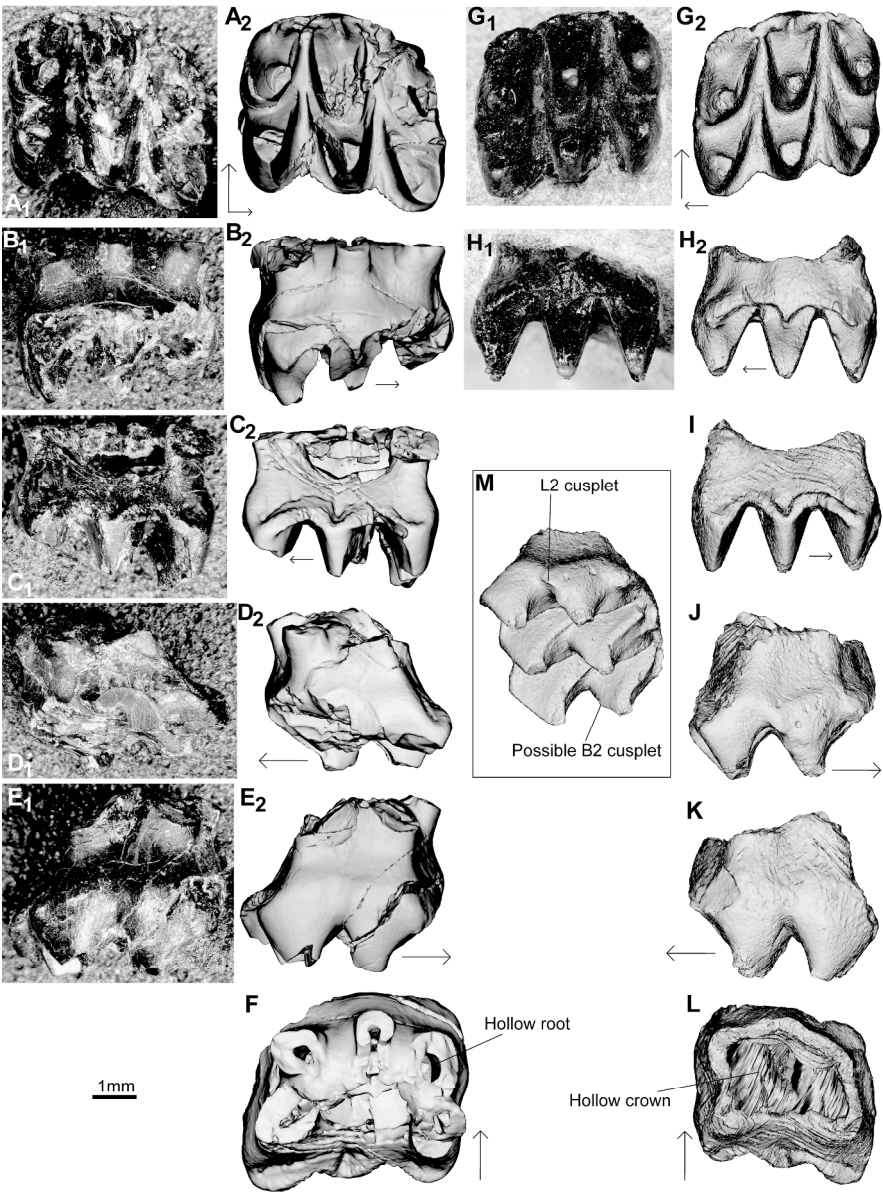 A1
A2
G1
G2
B1
B2
H1
H2
C1
C2
I
M
L2 cusplet
D1
D2
J
Possible B2 cusplet
E1
E2
K
F
L
Hollow root
Hollow crown
1mm